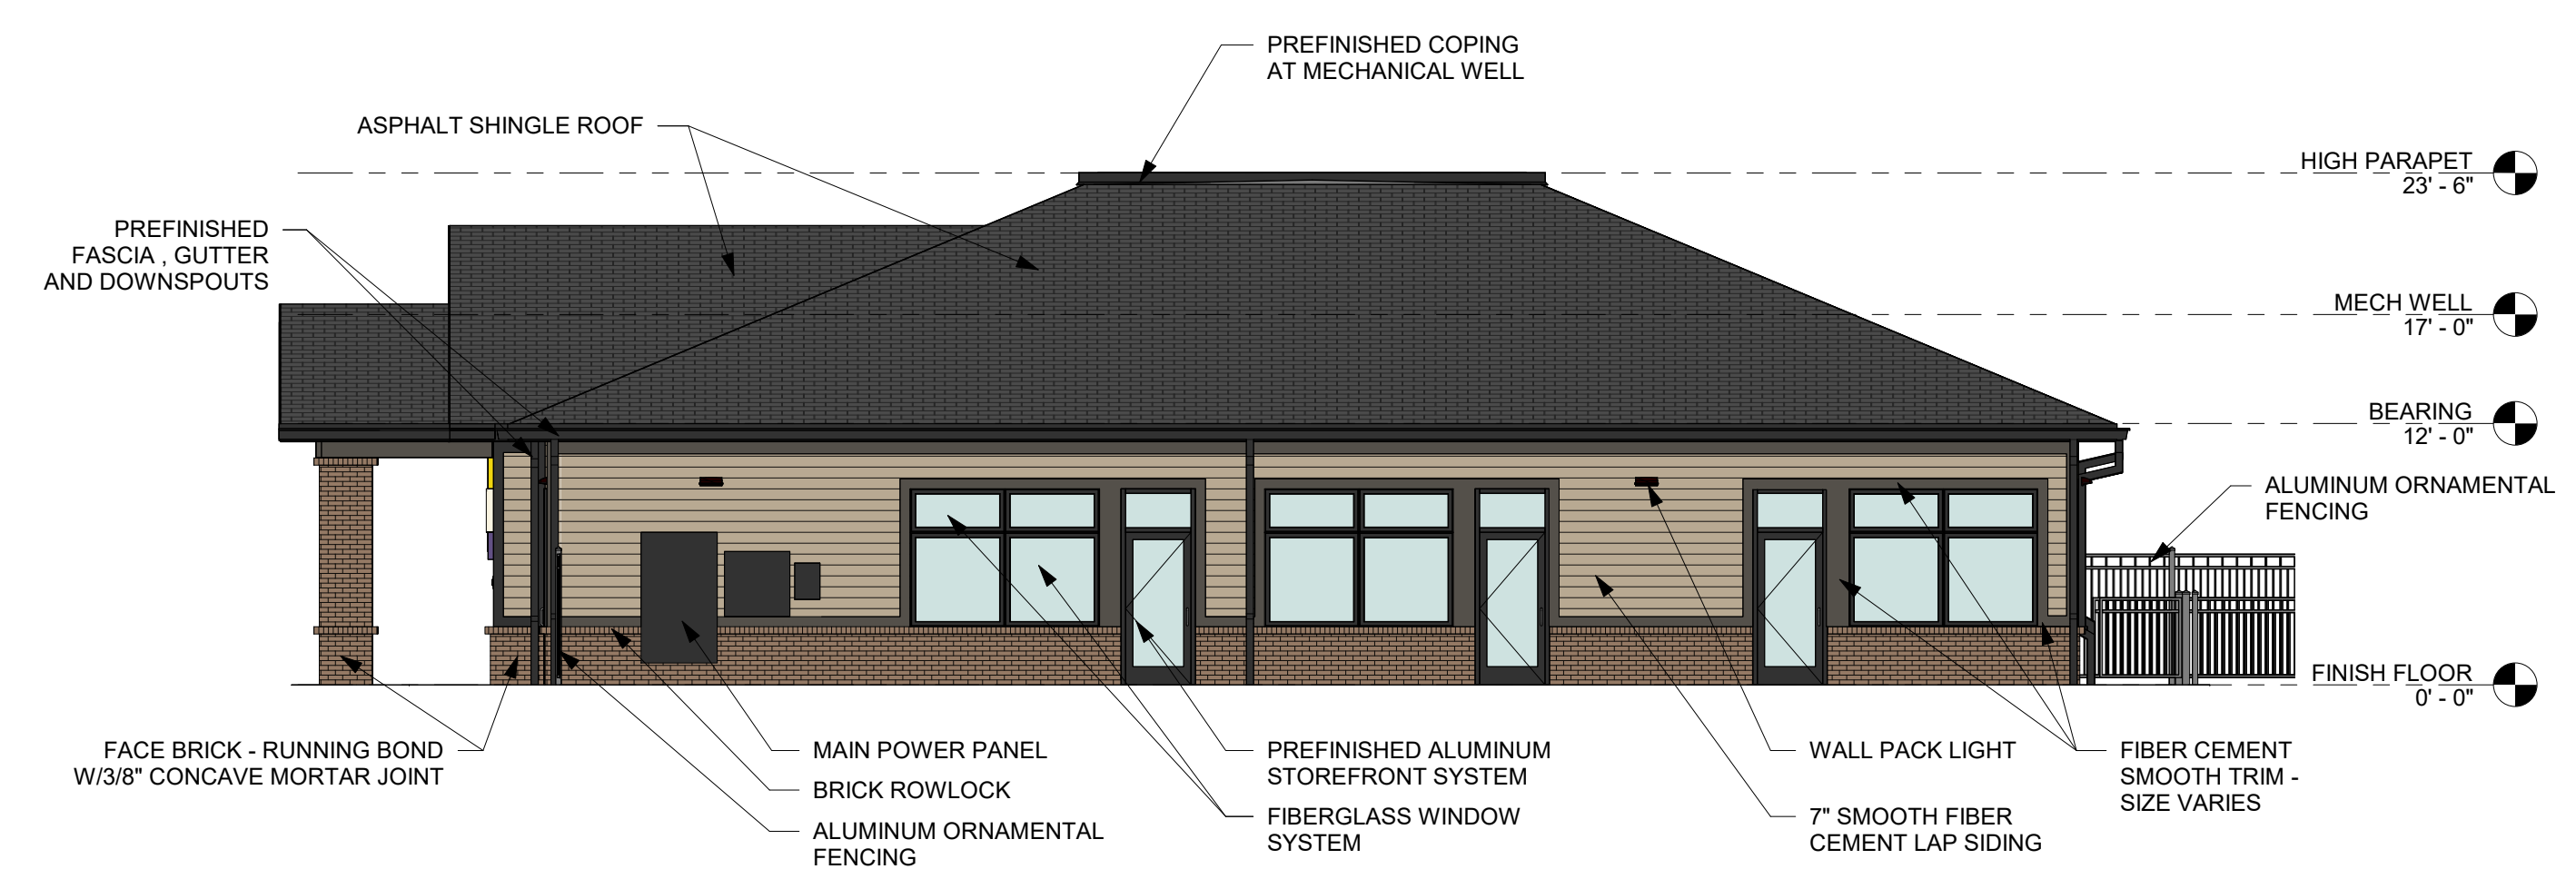 PREFINISHED COPING
AT MECHANICAL WELL
ASPHALT SHINGLE ROOF
HIGH PARAPET
23' - 6"
PREFINISHED
FASCIA , GUTTER
AND DOWNSPOUTS
MECH WELL
17' - 0"
BEARING
12' - 0"
ALUMINUM ORNAMENTAL
FENCING
FINISH FLOOR
0' - 0"
FACE BRICK - RUNNING BOND
W/3/8" CONCAVE MORTAR JOINT
MAIN POWER PANEL
BRICK ROWLOCK
ALUMINUM ORNAMENTAL
FENCING
PREFINISHED ALUMINUM
STOREFRONT SYSTEM
FIBERGLASS WINDOW
SYSTEM
WALL PACK LIGHT
7" SMOOTH FIBER
CEMENT LAP SIDING
FIBER CEMENT
SMOOTH TRIM -
SIZE VARIES